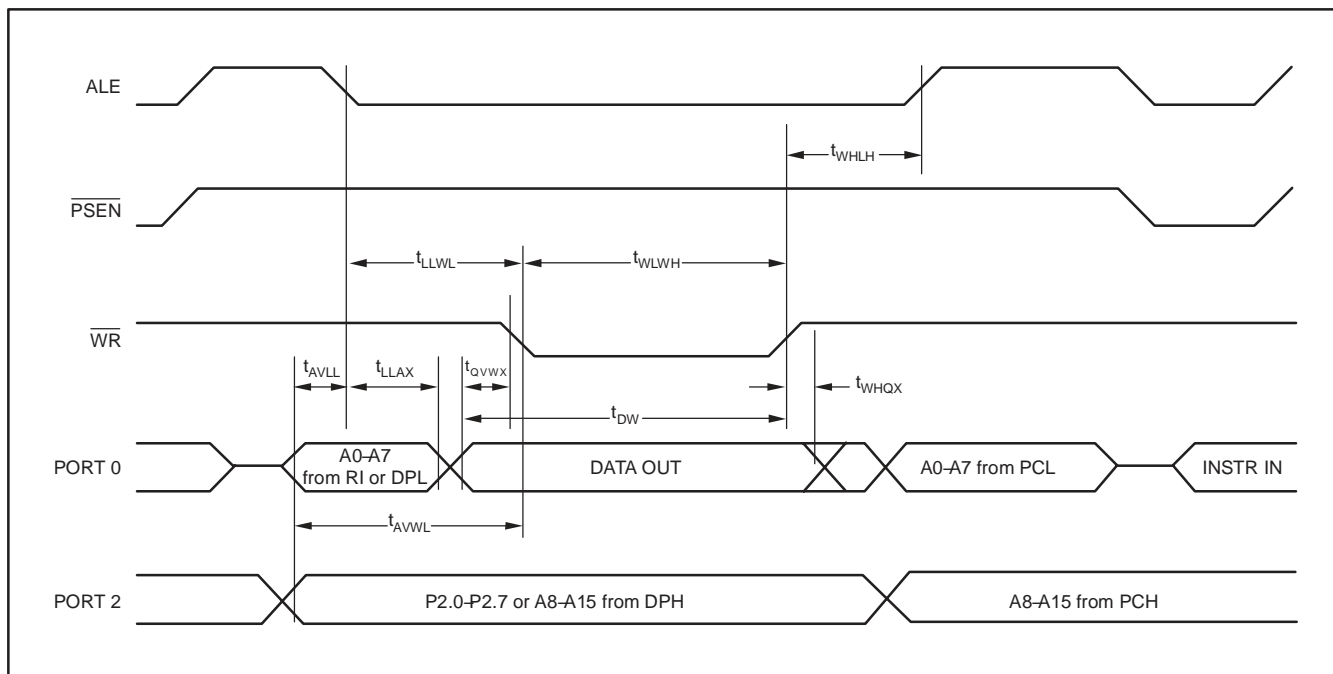 ALE
tWHLH
PSEN
tLLWL
tWLWH
WR
tAVLL
tLLAX
tQVWX
tWHQX
tDW
PORT 0
A0–A7
from RI or DPL
DATA OUT
A0–A7 from PCL
INSTR IN
tAVWL
PORT 2
P2.0–P2.7 or A8–A15 from DPH
A8–A15 from PCH